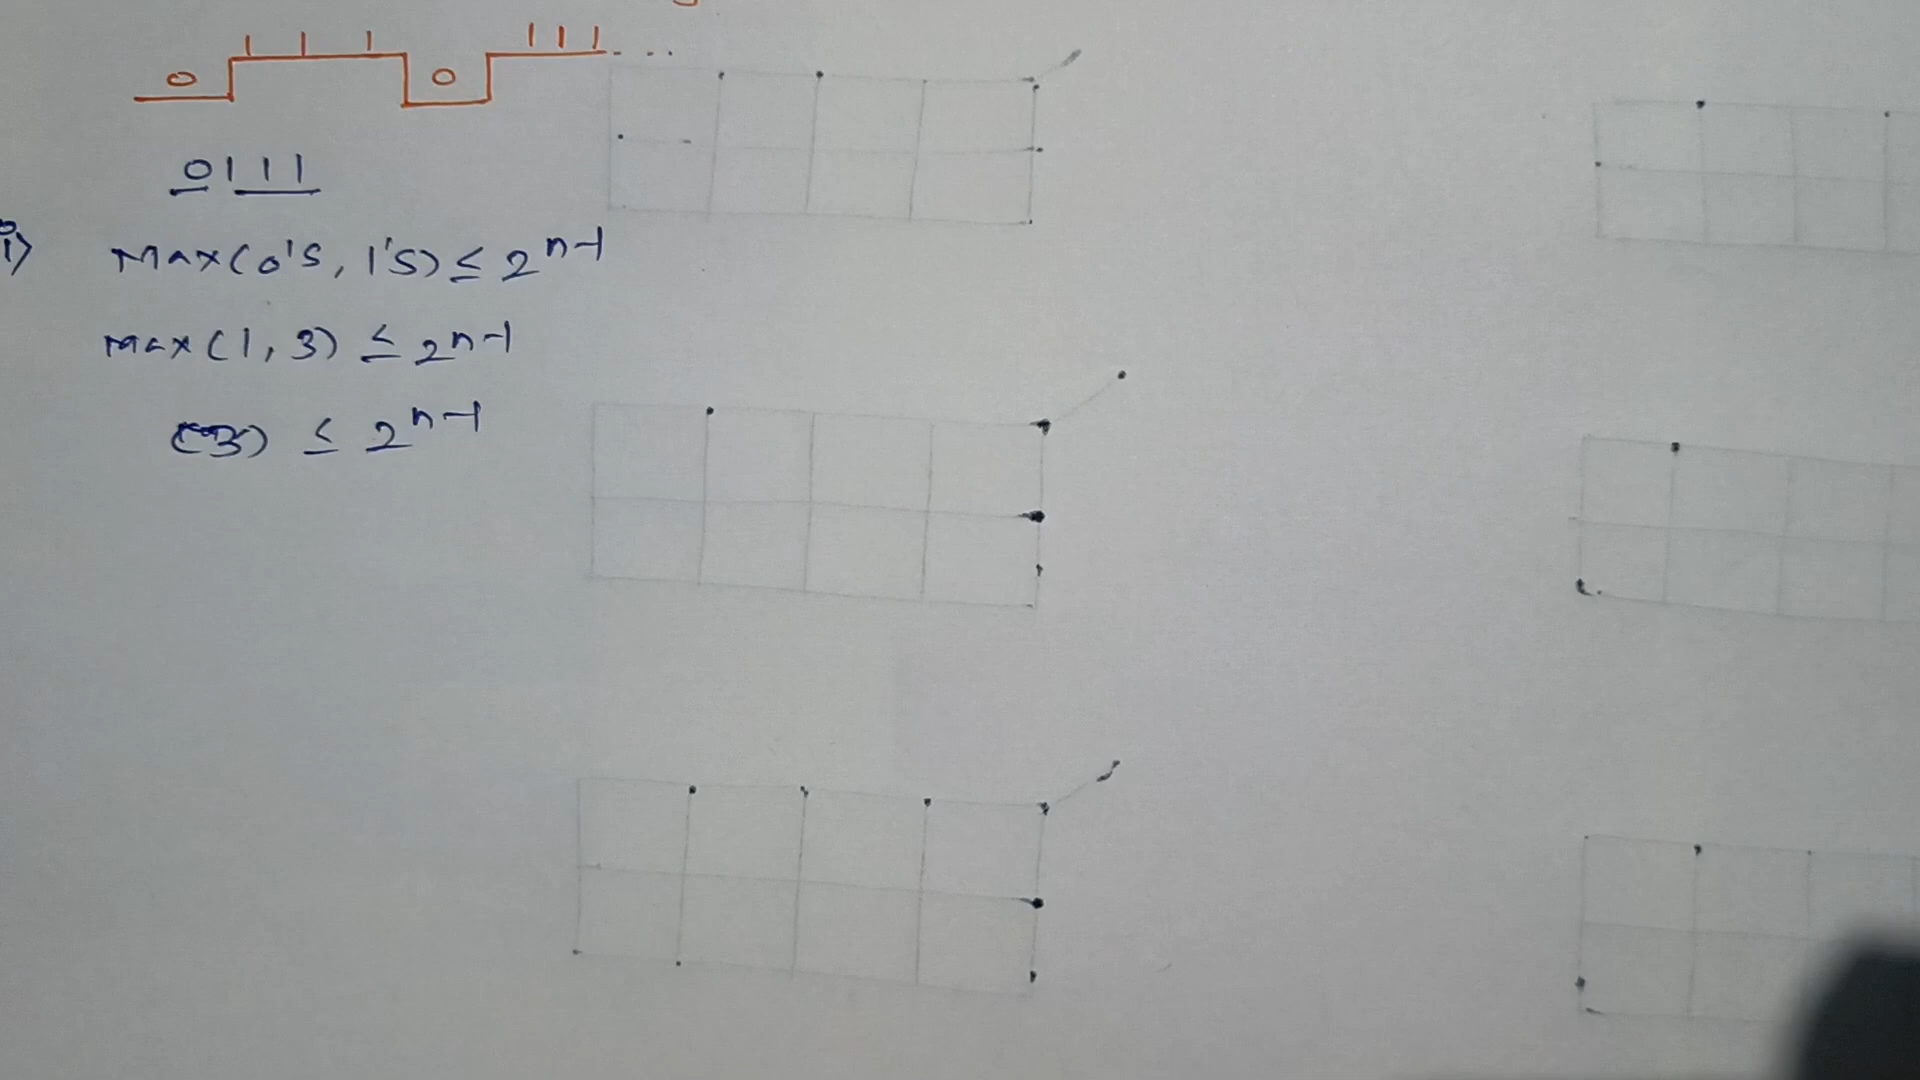 0 1 1 1 0 1 1 1 . . . .
0111
i) Max(0's, 1's) ≤ 2^n-1
Max(1, 3) ≤ 2^n-1
(3) ≤ 2^n-1